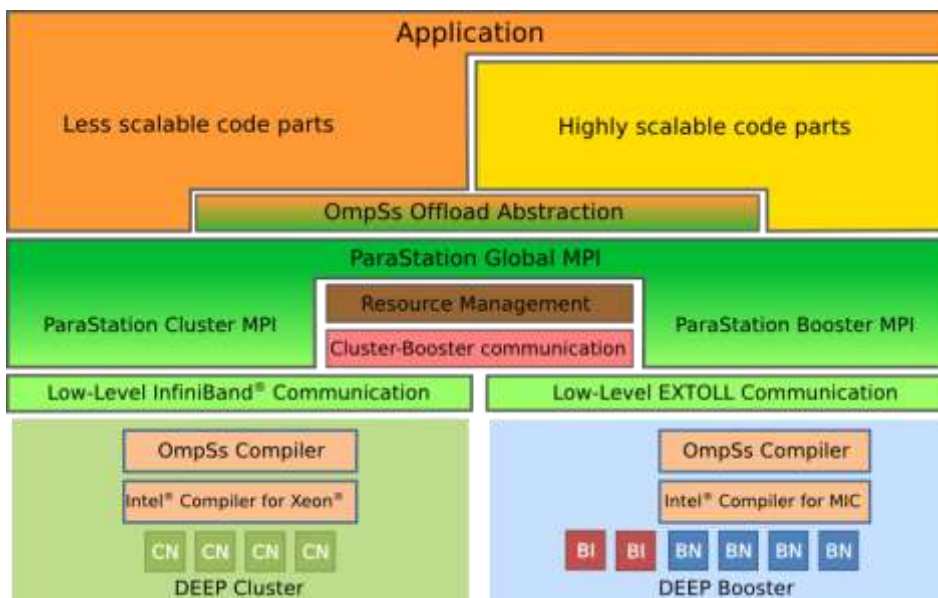 Application
Less scalable code parts
Highly scalable code parts
OmpSs Offload Abstraction
ParaStation Global MPI
Resource Management
ParaStation Cluster MPI
ParaStation Booster MPI
Cluster-Booster communication
Low-Level InfiniBand® Communication
Low-Level EXTOLL Communication
OmpSs Compiler
OmpSs Compiler
Intel® Compiler for Xeon®
Intel® Compiler for MIC
CN CN CN CN
BI BI BN BN BN BN
DEEP Cluster
DEEP Booster